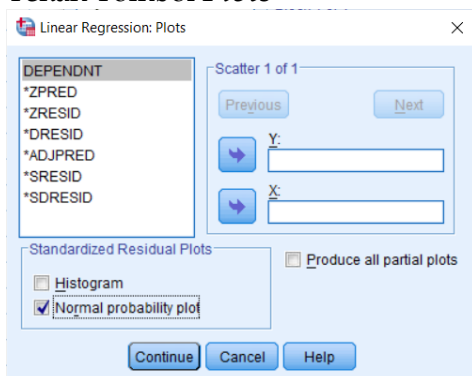 Linear Regression: Plots
DEPENDNT
*ZPRED
*ZRESID
*DRESID
*ADJPRED
*SRESID
*SDRESID
Scatter 1 of 1
Previous
Next
Y:
X:
Standardized Residual Plots
Histogram
Normal probability plot
Produce all partial plots
Continue
Cancel
Help